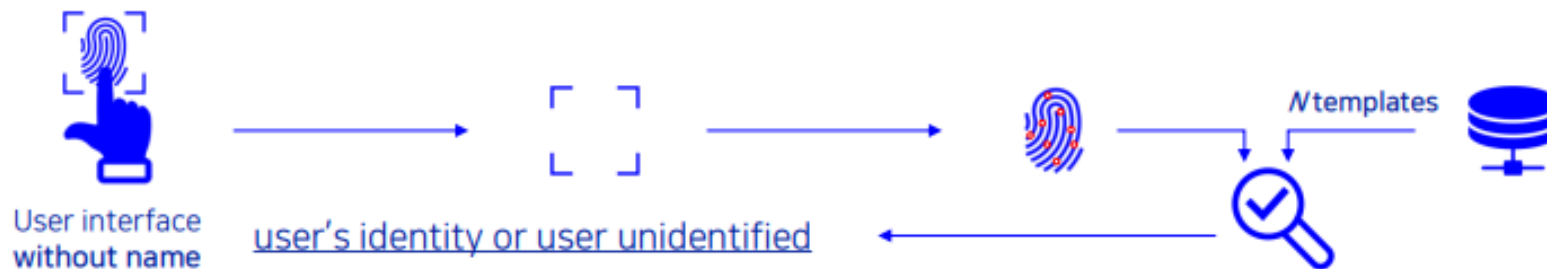 N templates
User interface
without name
user's identity or user unidentified